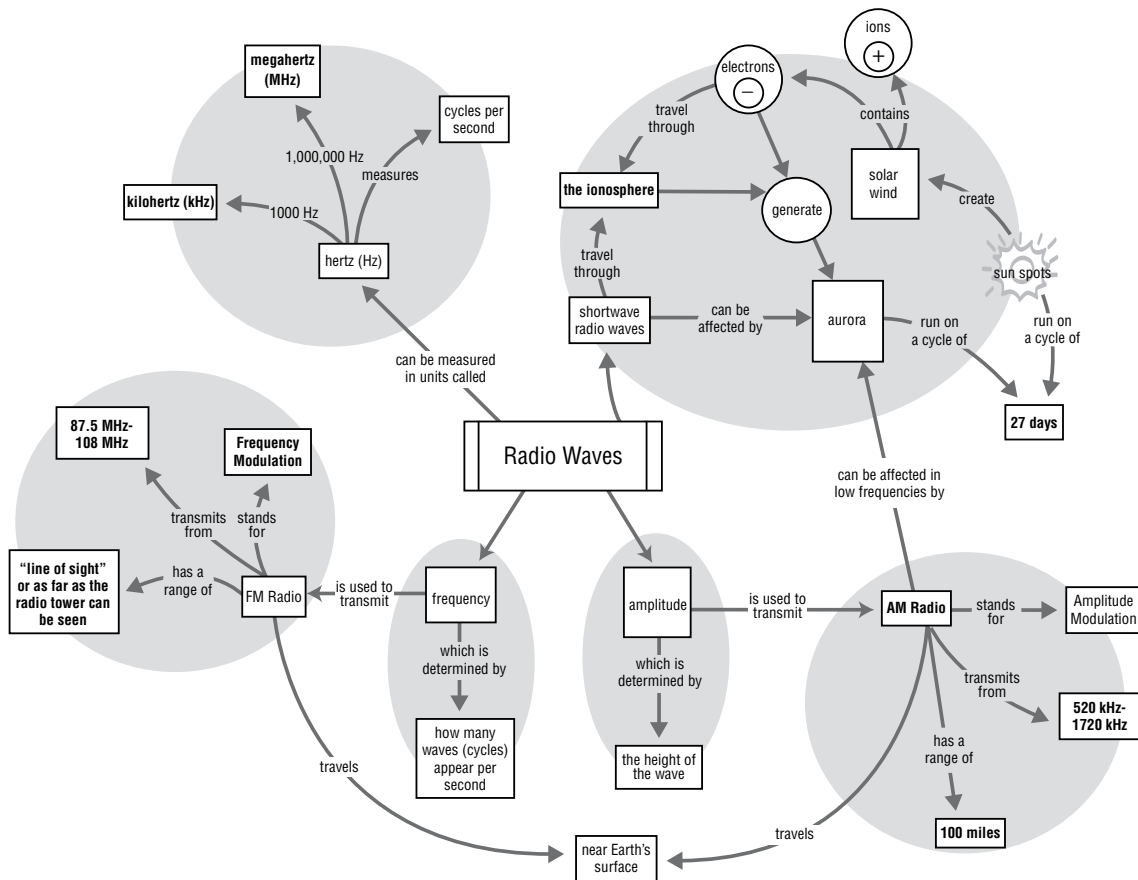 ions
+
megahertz
(MHz)
electrons
−
cycles per
second
travel
through
contains
1,000,000 Hz
measures
kilohertz (kHz)
1000 Hz
the ionosphere
solar
wind
create
generate
hertz (Hz)
travel
through
sun spots
shortwave
radio waves
can be
affected by
aurora
run on
a cycle of
run on
a cycle of
can be measured
in units called
27 days
87.5 MHz-
108 MHz
Frequency
Modulation
Radio Waves
can be affected in
low frequencies by
transmits
from
stands
for
"line of sight"
or as far as the
radio tower can
be seen
has a
range of
FM Radio
is used to
transmit
frequency
amplitude
is used to
transmit
AM Radio
stands
for
Amplitude
Modulation
which is
determined by
which is
determined by
transmits
from
520 kHz-
1720 kHz
how many
waves (cycles)
appear per
second
the height of
the wave
has a
range of
travels
100 miles
travels
near Earth's
surface